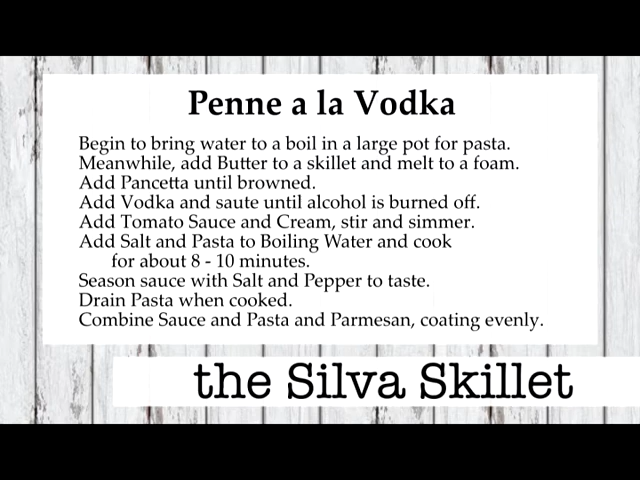 Penne a la Vodka
Begin to bring water to a boil in a large pot for pasta.
Meanwhile, add Butter to a skillet and melt to a foam.
Add Pancetta until browned.
Add Vodka and saute until alcohol is burned off.
Add Tomato Sauce and Cream, stir and simmer.
Add Salt and Pasta to Boiling Water and cook
for about 8 - 10 minutes.
Season sauce with Salt and Pepper to taste.
Drain Pasta when cooked.
Combine Sauce and Pasta and Parmesan, coating evenly.
the Silva Skillet